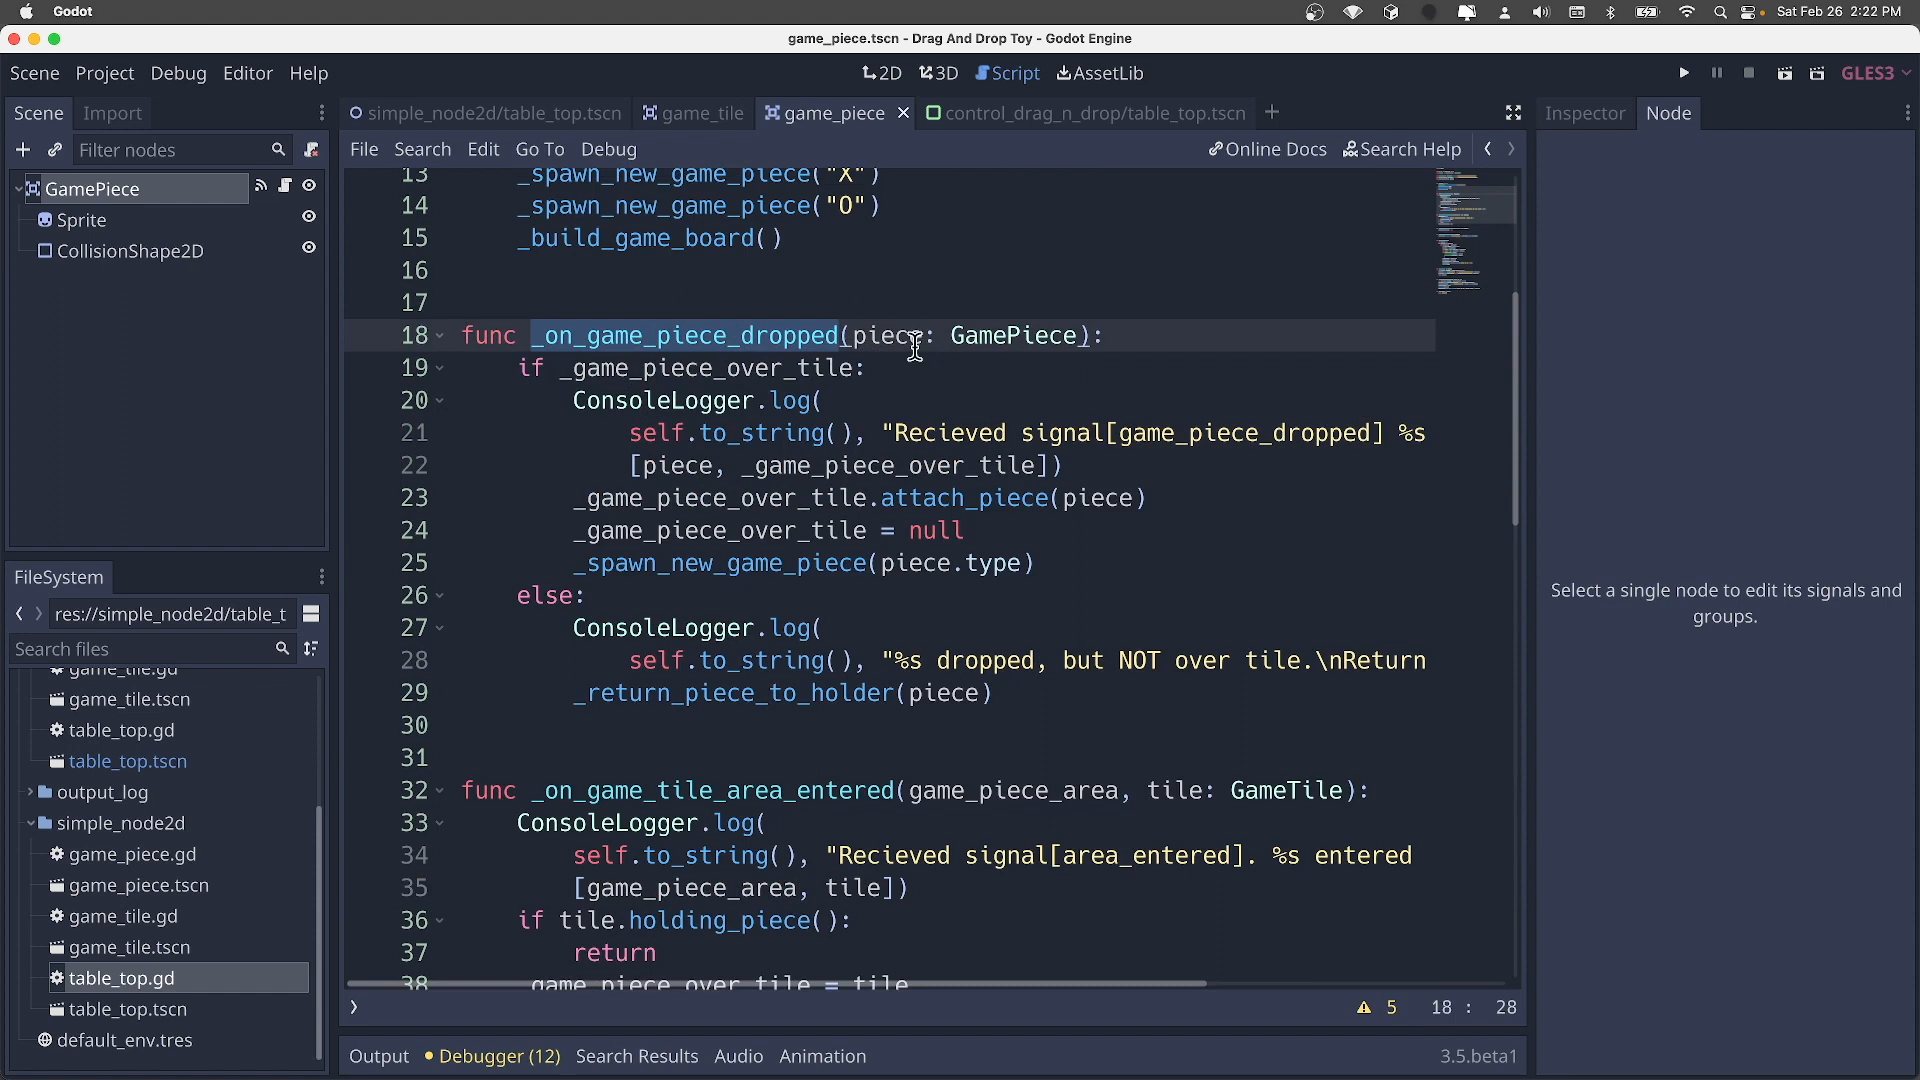 Godot
Sat Feb 26 2:22 PM
game_piece.tscn - Drag And Drop Toy - Godot Engine
Scene Project Debug Editor Help
2D 3D Script AssetLib
GLES3
Scene Import
simple_node2d/table_top.tscn game_tile game_piece control_drag_n_drop/table_top.tscn
Inspector Node
Filter nodes
File Search Edit Go To Debug
Online Docs Search Help
GamePiece
Sprite
CollisionShape2D
13 _spawn_new_game_piece("X")
14 _spawn_new_game_piece("O")
15 _build_game_board()
16
17
18 func _on_game_piece_dropped(piece: GamePiece):
19 if _game_piece_over_tile:
20 ConsoleLogger.log(
21 self.to_string(), "Recieved signal[game_piece_dropped] %s
22 [piece, _game_piece_over_tile])
23 _game_piece_over_tile.attach_piece(piece)
24 _game_piece_over_tile = null
25 _spawn_new_game_piece(piece.type)
26 else:
27 ConsoleLogger.log(
28 self.to_string(), "%s dropped, but NOT over tile.\nReturn
29 _return_piece_to_holder(piece)
30
31
32 func _on_game_tile_area_entered(game_piece_area, tile: GameTile):
33 ConsoleLogger.log(
34 self.to_string(), "Recieved signal[area_entered]. %s entered
35 [game_piece_area, tile])
36 if tile.holding_piece():
37 return
38 _game_piece_over_tile = tile
FileSystem
res://simple_node2d/table_t
Search files
game_tile.gd
game_tile.tscn
table_top.gd
table_top.tscn
output_log
simple_node2d
game_piece.gd
game_piece.tscn
game_tile.gd
game_tile.tscn
table_top.gd
table_top.tscn
default_env.tres
Select a single node to edit its signals and
groups.
5 18 : 28
Output Debugger (12) Search Results Audio Animation
3.5.beta1